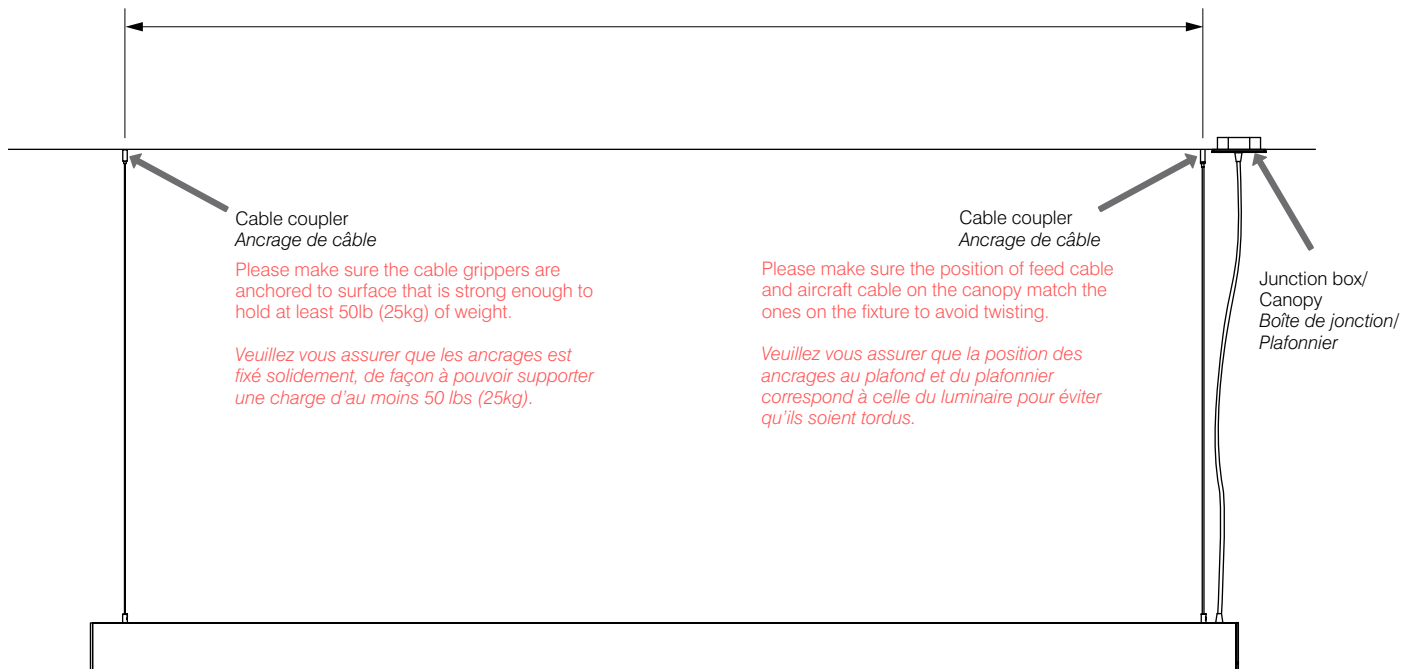 Cable coupler
Ancrage de câble
Please make sure the cable grippers are
anchored to surface that is strong enough to
hold at least 50lb (25kg) of weight.
Veuillez vous assurer que les ancrages est
fixé solidement, de façon à pouvoir supporter
une charge d'au moins 50 lbs (25kg).
Cable coupler
Ancrage de câble
Please make sure the position of feed cable
and aircraft cable on the canopy match the
ones on the fixture to avoid twisting.
Veuillez vous assurer que la position des
ancrages au plafond et du plafonnier
correspond à celle du luminaire pour éviter
qu'ils soient tordus.
Junction box/
Canopy
Boîte de jonction/
Plafonnier